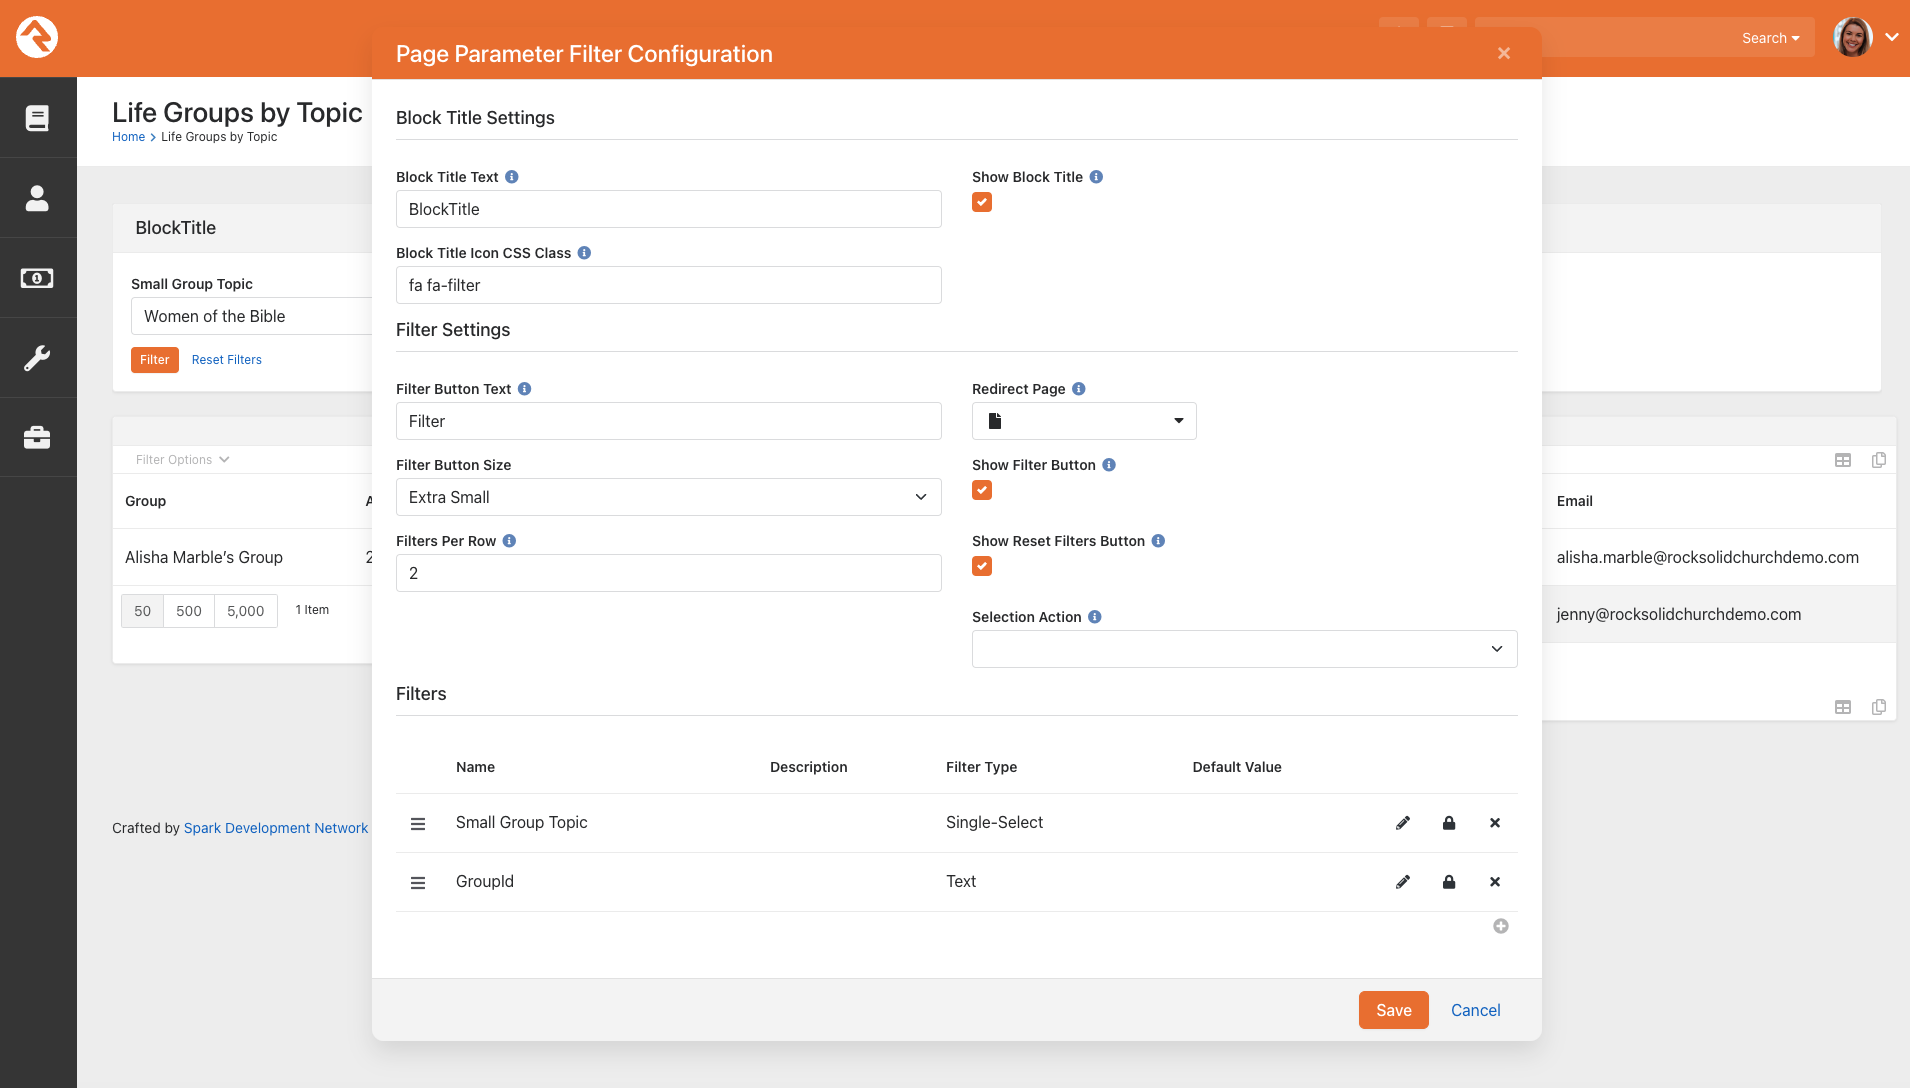 Search
Page Parameter Filter Configuration
Life Groups by Topic
Home > Life Groups by Topic
BlockTitle
Small Group Topic
Women of the Bible
Filter Reset Filters
Filter Options
Group
Alisha Marble's Group
50 500 5,000 1 Item
Crafted by Spark Development Network
Block Title Settings
Block Title Text
BlockTitle
Show Block Title
Block Title Icon CSS Class
fa fa-filter
Filter Settings
Filter Button Text
Filter
Redirect Page
Filter Button Size
Extra Small
Show Filter Button
Filters Per Row
2
Show Reset Filters Button
Selection Action
Filters
Name Description Filter Type Default Value
Small Group Topic Single-Select
GroupId Text
Save Cancel
Email
alisha.marble@rocksolidchurchdemo.com
jenny@rocksolidchurchdemo.com